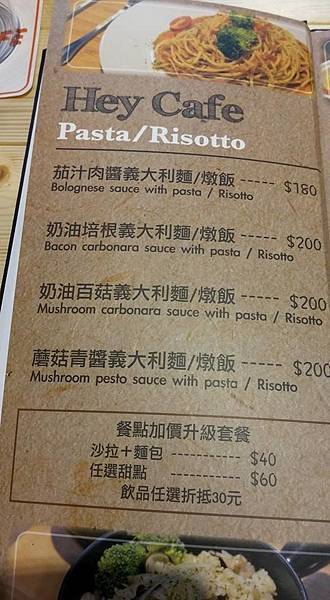 Hey Cafe
Pasta/Risotto
茄汁肉醬義大利麵/燉飯 ----- $180
Bolognese sauce with pasta / Risotto
奶油培根義大利麵/燉飯 ----- $200
Bacon carbonara sauce with pasta / Risotto
奶油百菇義大利麵/燉飯 ----- $200
Mushroom carbonara sauce with pasta / Risotto
蘑菇青醬義大利麵/燉飯 ----- $200
Mushroom pesto sauce with pasta / Risotto
餐點加價升級套餐
沙拉+麵包 ----------- $40
任選甜點 ----------- $60
飲品任選折抵30元